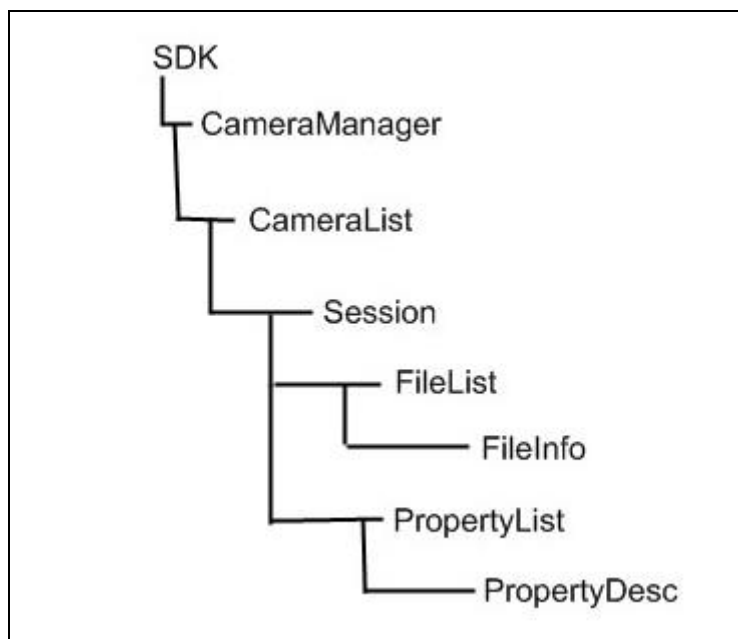 SDK
CameraManager
CameraList
Session
FileList
FileInfo
PropertyList
PropertyDesc